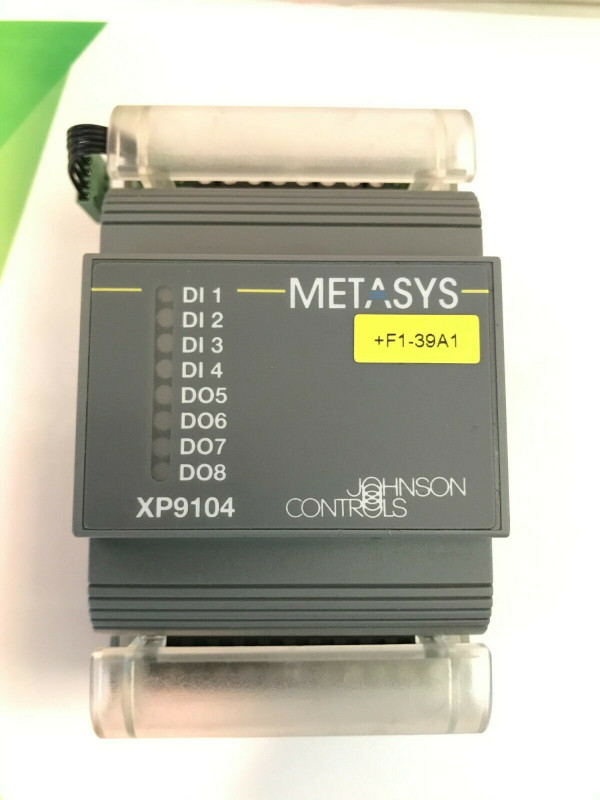 DI 1
METASYS
DI 2
+F1-39A1
DI 3
DI 4
DO5
DO6
DO7
DO8
JOHNSON
CONTROLS
XP9104